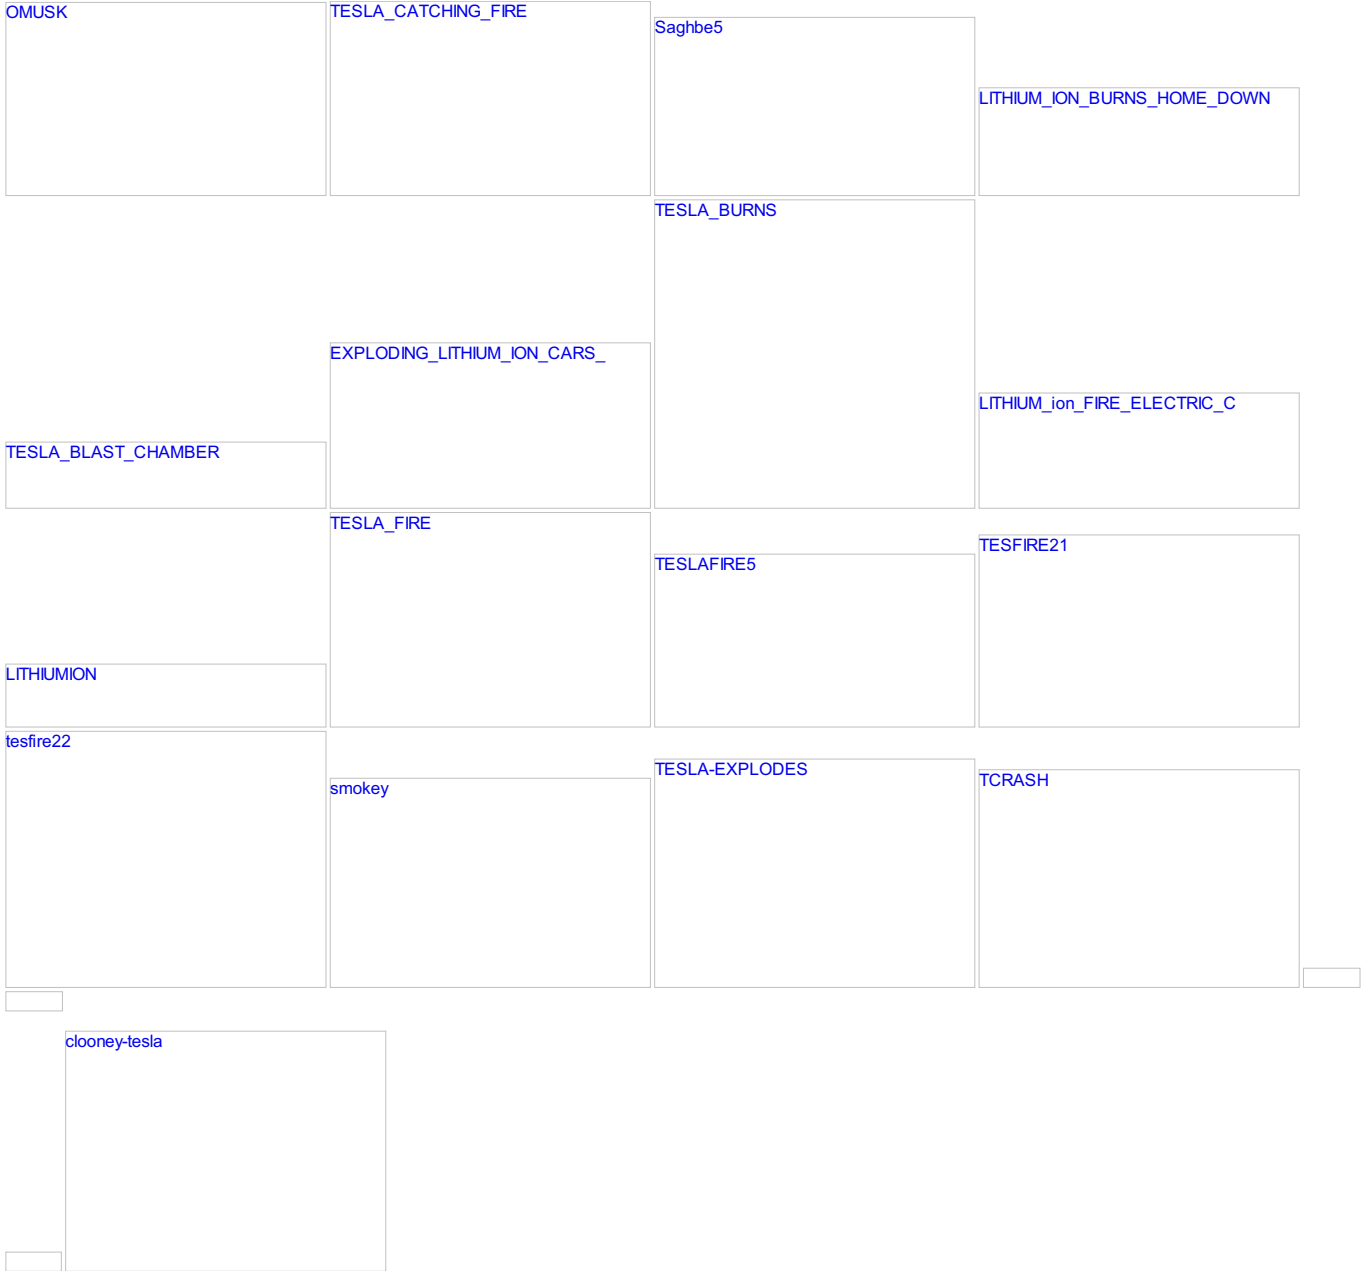 OMUSK
TESLA_CATCHING_FIRE
Saghbe5
LITHIUM_ION_BURNS_HOME_DOWN
TESLA_BLAST_CHAMBER
EXPLODING_LITHIUM_ION_CARS_
TESLA_BURNS
LITHIUM_ion_FIRE_ELECTRIC_C
LITHIUMION
TESLA_FIRE
TESLAFIRE5
TESFIRE21
tesfire22
smokey
TESLA-EXPLODES
TCRASH
clooney-tesla